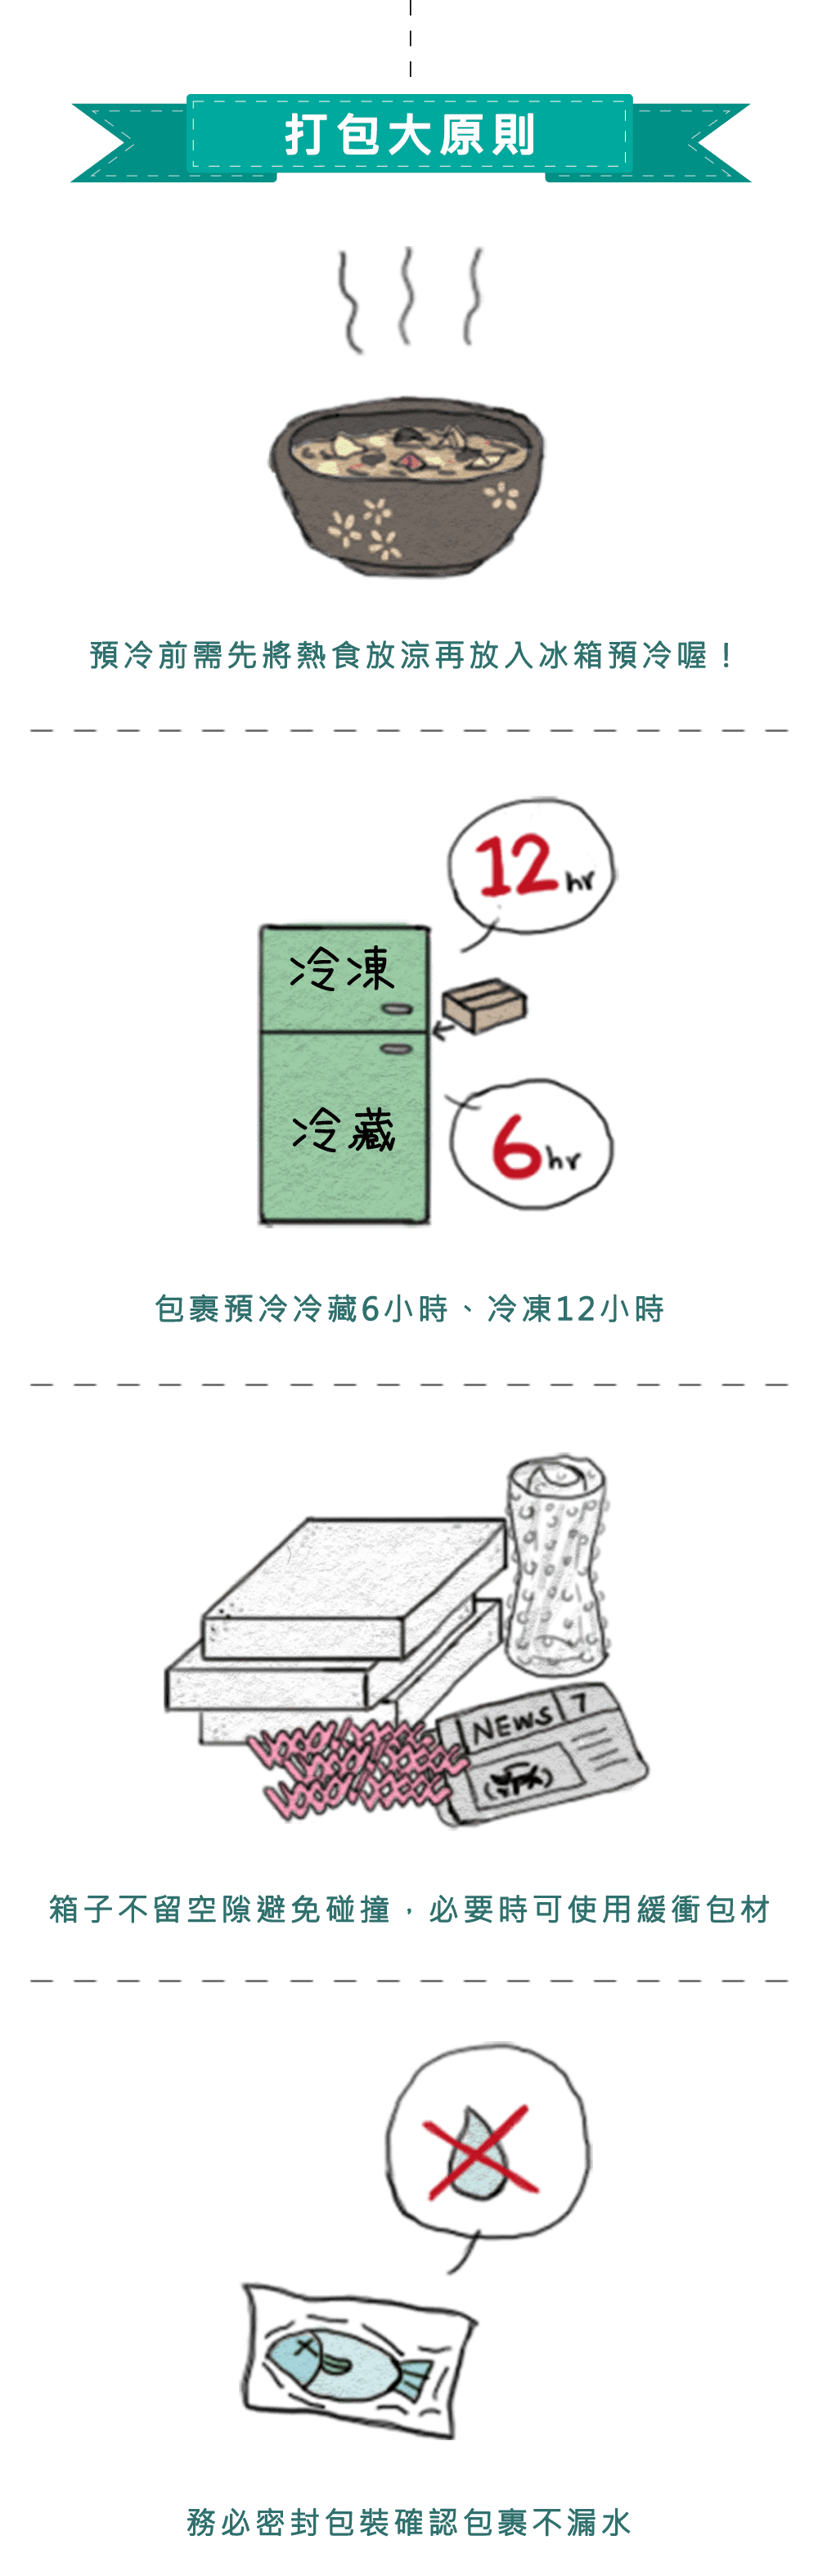 打包大原則
預冷前需先將熱食放涼再放入冰箱預冷喔！
12hr
冷凍
冷藏
6hr
包裹預冷冷藏6小時、冷凍12小時
NEWS 7
箱子不留空隙避免碰撞，必要時可使用緩衝包材
務必密封包裝確認包裹不漏水